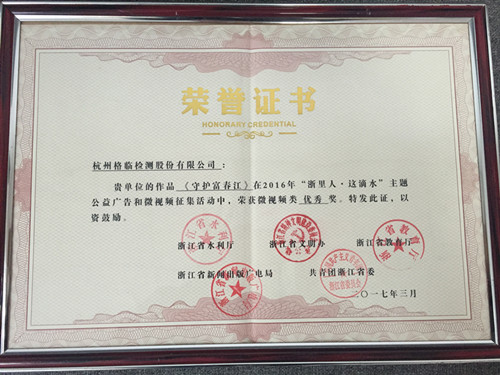 荣誉证书
HONORARY CREDENTIAL
杭州格临检测股份有限公司：
贵单位的作品《守护富春江》在2016年“浙里人·这滴水”主题
公益广告和微视频征集活动中，荣获微视频类 优秀 奖。特发此证，以
资鼓励。
浙江省水利厅 浙江省文明办 浙江省教育厅
浙江省新闻出版广电局 共青团浙江省委
二〇一七年三月